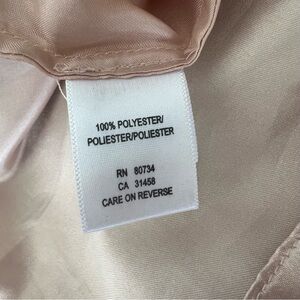 100% POLYESTER/
POLIESTER/POLIESTER
RN 80734
CA 31458
CARE ON REVERSE